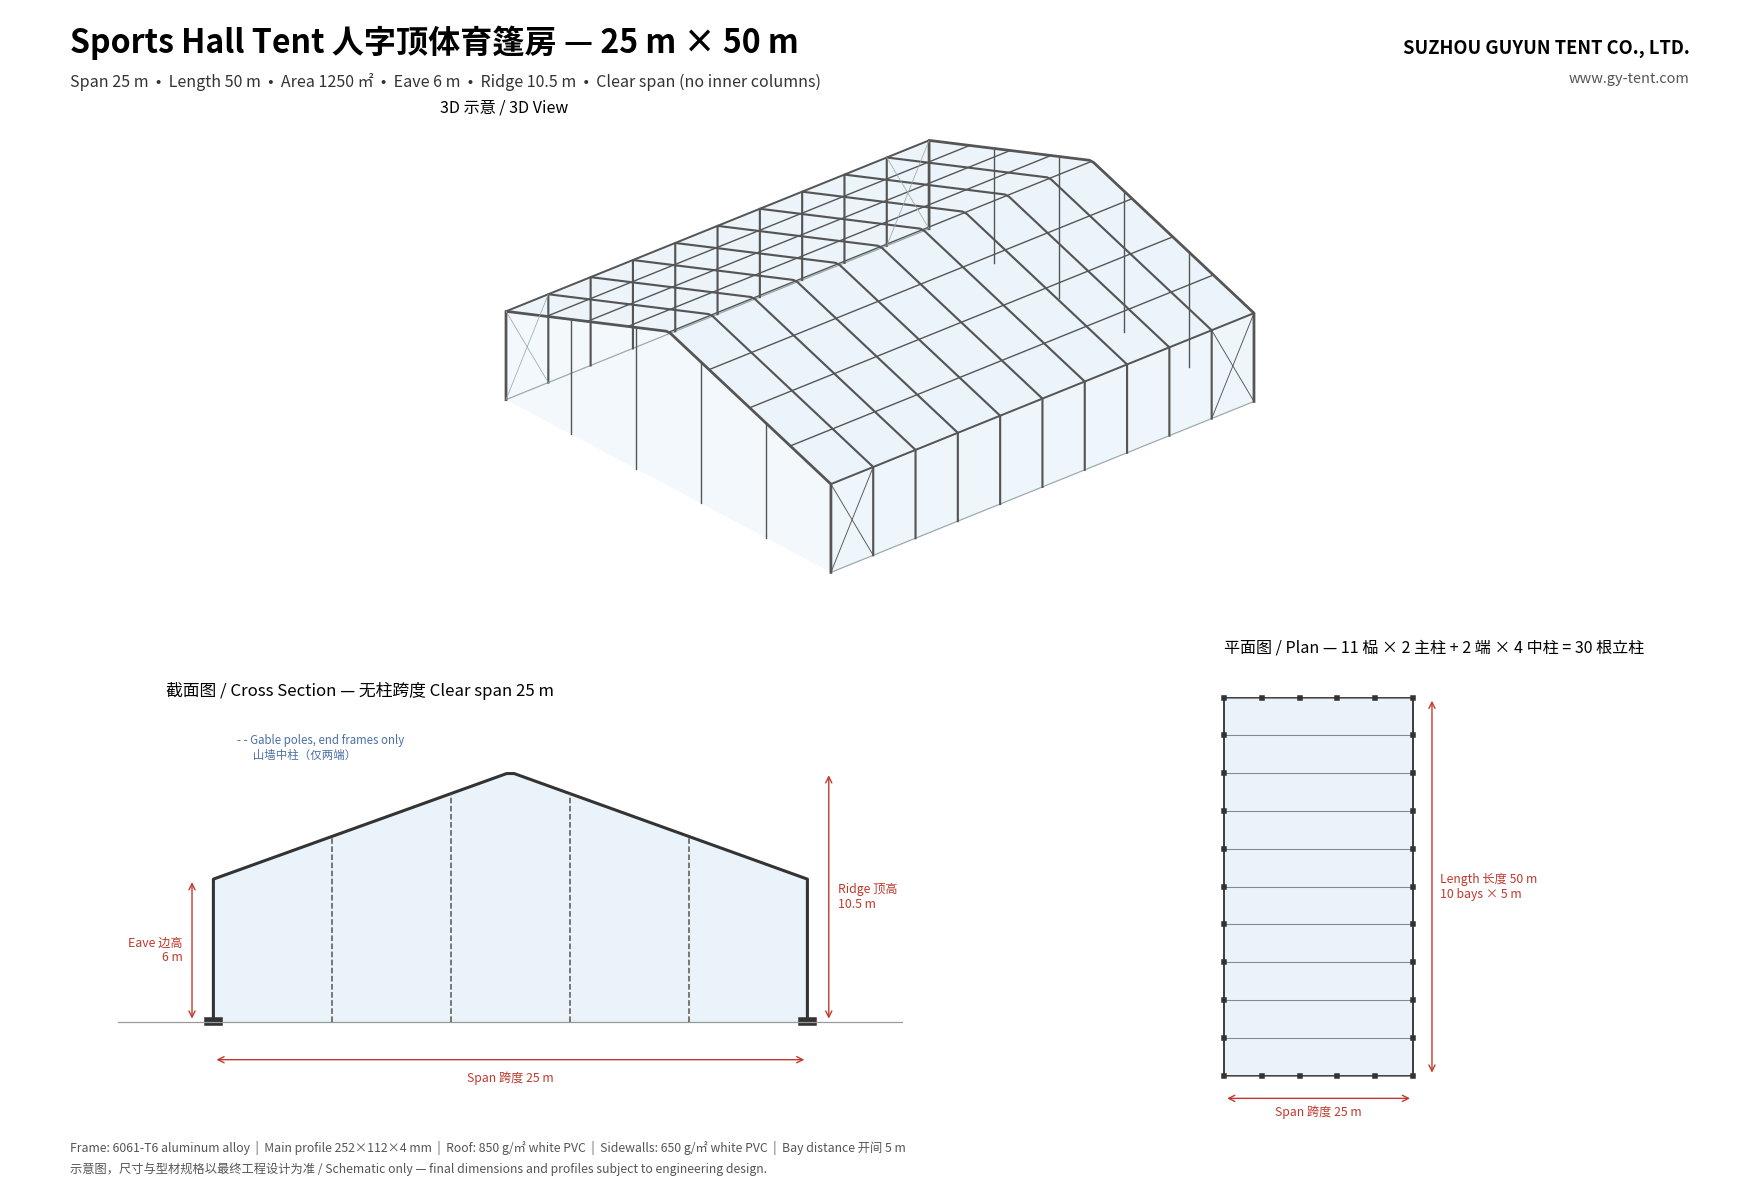 Sports Hall Tent 人字顶体育篷房 — 25 m × 50 m
SUZHOU GUYUN TENT CO., LTD.
Span 25 m • Length 50 m • Area 1250 ㎡ • Eave 6 m • Ridge 10.5 m • Clear span (no inner columns)
www.gy-tent.com
3D 示意 / 3D View
平面图 / Plan — 11 榀 × 2 主柱 + 2 端 × 4 中柱 = 30 根立柱
截面图 / Cross Section — 无柱跨度 Clear span 25 m
- - Gable poles, end frames only
山墙中柱（仅两端）
Ridge 顶高
10.5 m
Eave 边高
6 m
Span 跨度 25 m
Length 长度 50 m
10 bays × 5 m
Span 跨度 25 m
Frame: 6061-T6 aluminum alloy | Main profile 252×112×4 mm | Roof: 850 g/㎡ white PVC | Sidewalls: 650 g/㎡ white PVC | Bay distance 开间 5 m
示意图，尺寸与型材规格以最终工程设计为准 / Schematic only — final dimensions and profiles subject to engineering design.